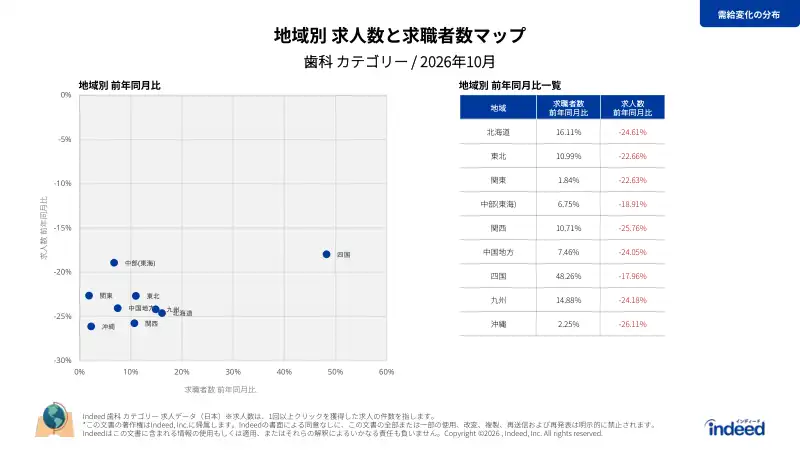 需給変化の分布
地域別 求人数と求職者数マップ
歯科 カテゴリー / 2026年10月
地域別 前年同月比
0%
-5%
-10%
-15%
-20%
-25%
-30%
求人数 前年同月比
0%
10%
20%
30%
40%
50%
60%
求職者数 前年同月比
四国
中部(東海)
関東
東北
中国地方
九州
北海道
沖縄
関西
地域別 前年同月比一覧
地域 求職者数 前年同月比 求人数 前年同月比
北海道 16.11% -24.61%
東北 10.99% -22.66%
関東 1.84% -22.63%
中部(東海) 6.75% -18.91%
関西 10.71% -25.76%
中国地方 7.46% -24.05%
四国 48.26% -17.96%
九州 14.88% -24.18%
沖縄 2.25% -26.11%
Indeed 歯科 カテゴリー 求人データ（日本）※求人数は、1回以上クリックを獲得した求人の件数を指します。
*この文書の著作権はIndeed, Inc.に帰属します。Indeedの書面による同意なしに、この文書の全部または一部の使用、改変、複製、再送信および再発表は明示的に禁止されます。
Indeedはこの文書に含まれる情報の使用もしくは適用、またはそれらの解釈によるいかなる責任も負いません。Copyright ©2026 , Indeed, Inc. All rights reserved.
インディード
indeed